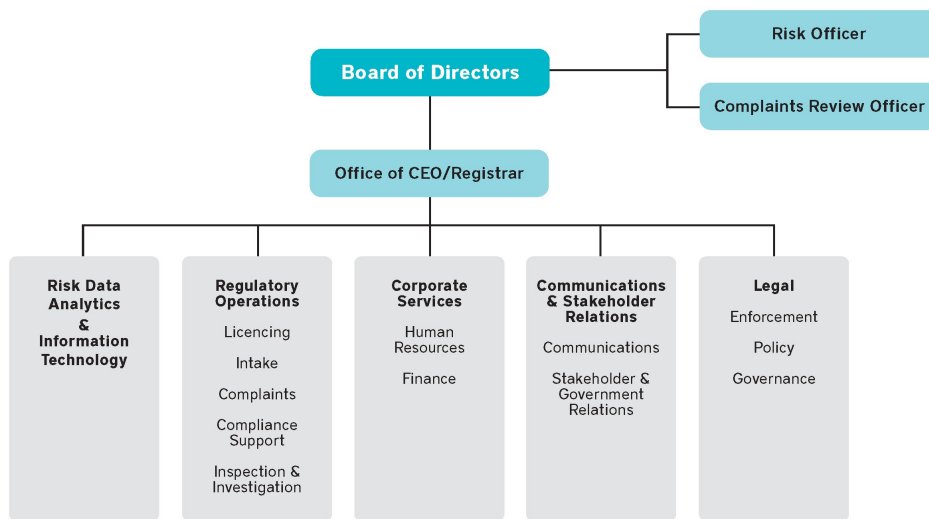 Risk Officer
Board of Directors
Complaints Review Officer
Office of CEO/Registrar
Risk Data
Analytics
&
Information
Technology
Regulatory
Operations
Licencing
Intake
Complaints
Compliance
Support
Inspection &
Investigation
Corporate
Services
Human
Resources
Finance
Communications
& Stakeholder
Relations
Communications
Stakeholder &
Government
Relations
Legal
Enforcement
Policy
Governance